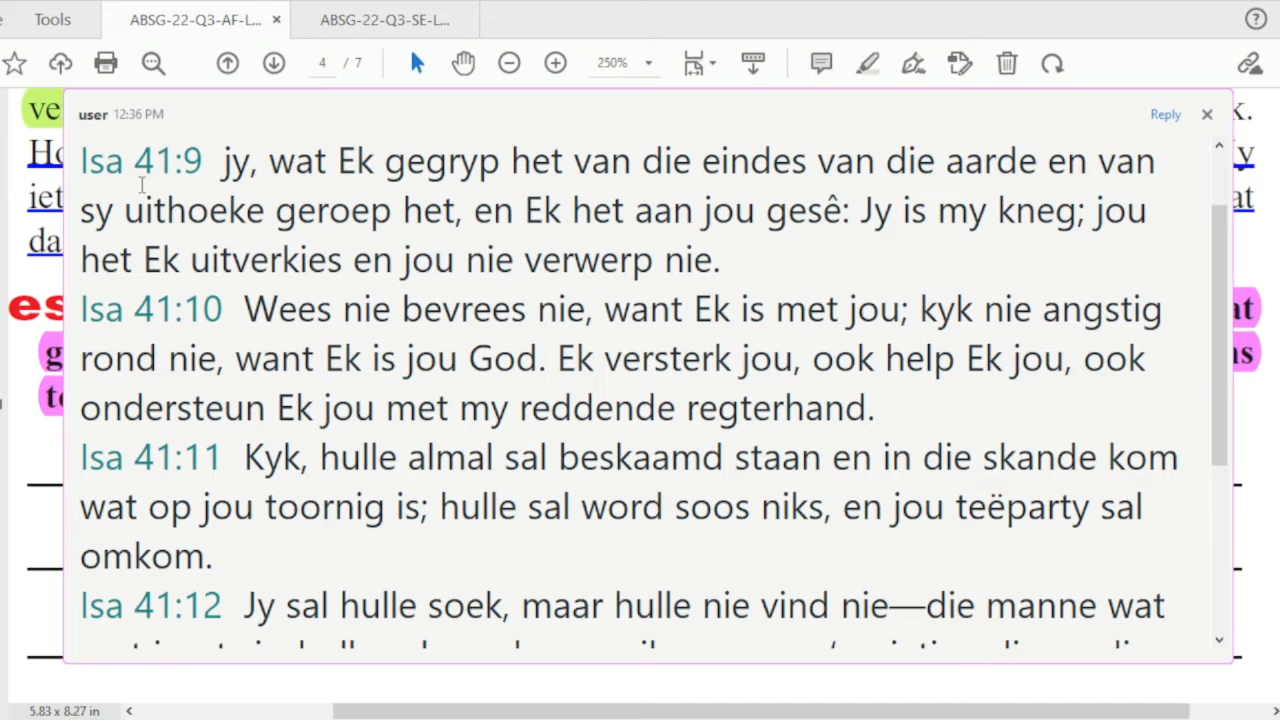 Tools
ABSG-22-Q3-AF-L... ×
ABSG-22-Q3-SE-L...
4 / 7
250%
user 12:36 PM
Reply
Isa 41:9 jy, wat Ek gegryp het van die eindes van die aarde en van
sy uithoeke geroep het, en Ek het aan jou gesê: Jy is my kneg; jou
het Ek uitverkies en jou nie verwerp nie.
Isa 41:10 Wees nie bevrees nie, want Ek is met jou; kyk nie angstig
rond nie, want Ek is jou God. Ek versterk jou, ook help Ek jou, ook
ondersteun Ek jou met my reddende regterhand.
Isa 41:11 Kyk, hulle almal sal beskaamd staan en in die skande kom
wat op jou toornig is; hulle sal word soos niks, en jou teëparty sal
omkom.
Isa 41:12 Jy sal hulle soek, maar hulle nie vind nie—die manne wat
5.83 x 8.27 in